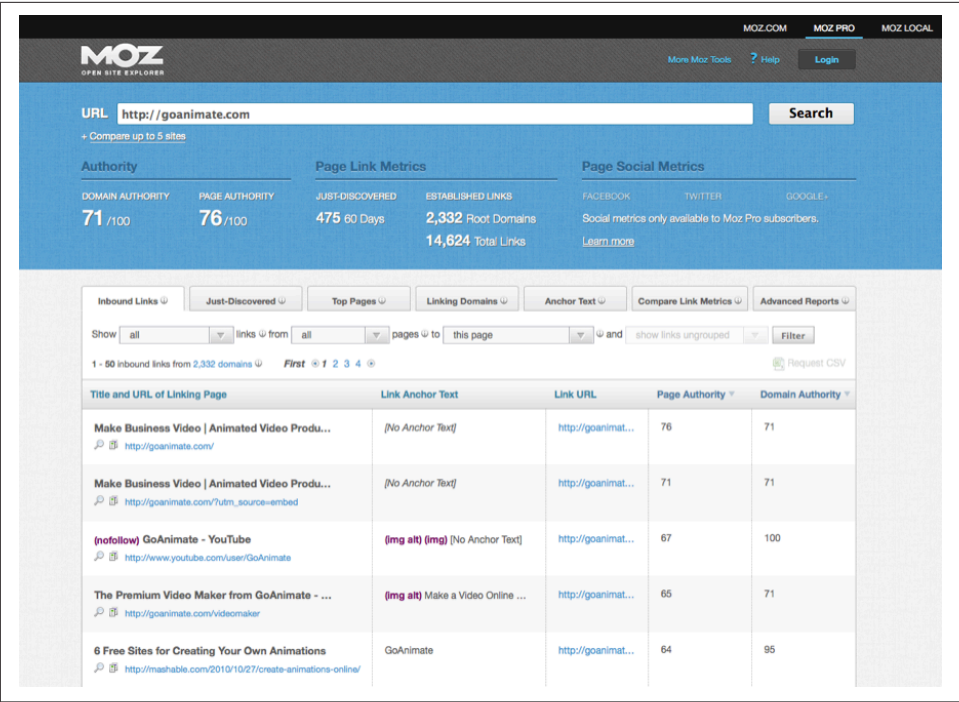 MOZ.COM MOZ PRO MOZ LOCAL
MOZ
OPEN SITE EXPLORER
More Moz Tools ? Help Login
URL http://goanimate.com Search
+ Compare up to 5 sites
Authority Page Link Metrics Page Social Metrics
DOMAIN AUTHORITY PAGE AUTHORITY JUST-DISCOVERED ESTABLISHED LINKS FACEBOOK TWITTER GOOGLE+
71 /100 76 /100 475 60 Days 2,332 Root Domains Social metrics only available to Moz Pro subscribers.
14,624 Total Links Learn more
Inbound Links Just-Discovered Top Pages Linking Domains Anchor Text Compare Link Metrics Advanced Reports
Show all links from all pages to this page and show links ungrouped Filter
1 - 50 inbound links from 2,332 domains First 1 2 3 4 Request CSV
Title and URL of Linking Page Link Anchor Text Link URL Page Authority Domain Authority
Make Business Video | Animated Video Produ... [No Anchor Text] http://goanimat... 76 71
http://goanimate.com/
Make Business Video | Animated Video Produ... [No Anchor Text] http://goanimat... 71 71
http://goanimate.com/?utm_source=embed
(nofollow) GoAnimate - YouTube (img alt) (img) [No Anchor Text] http://goanimat... 67 100
http://www.youtube.com/user/GoAnimate
The Premium Video Maker from GoAnimate - ... (img alt) Make a Video Online ... http://goanimat... 65 71
http://goanimate.com/videomaker
6 Free Sites for Creating Your Own Animations GoAnimate http://goanimat... 64 95
http://mashable.com/2010/10/27/create-animations-online/